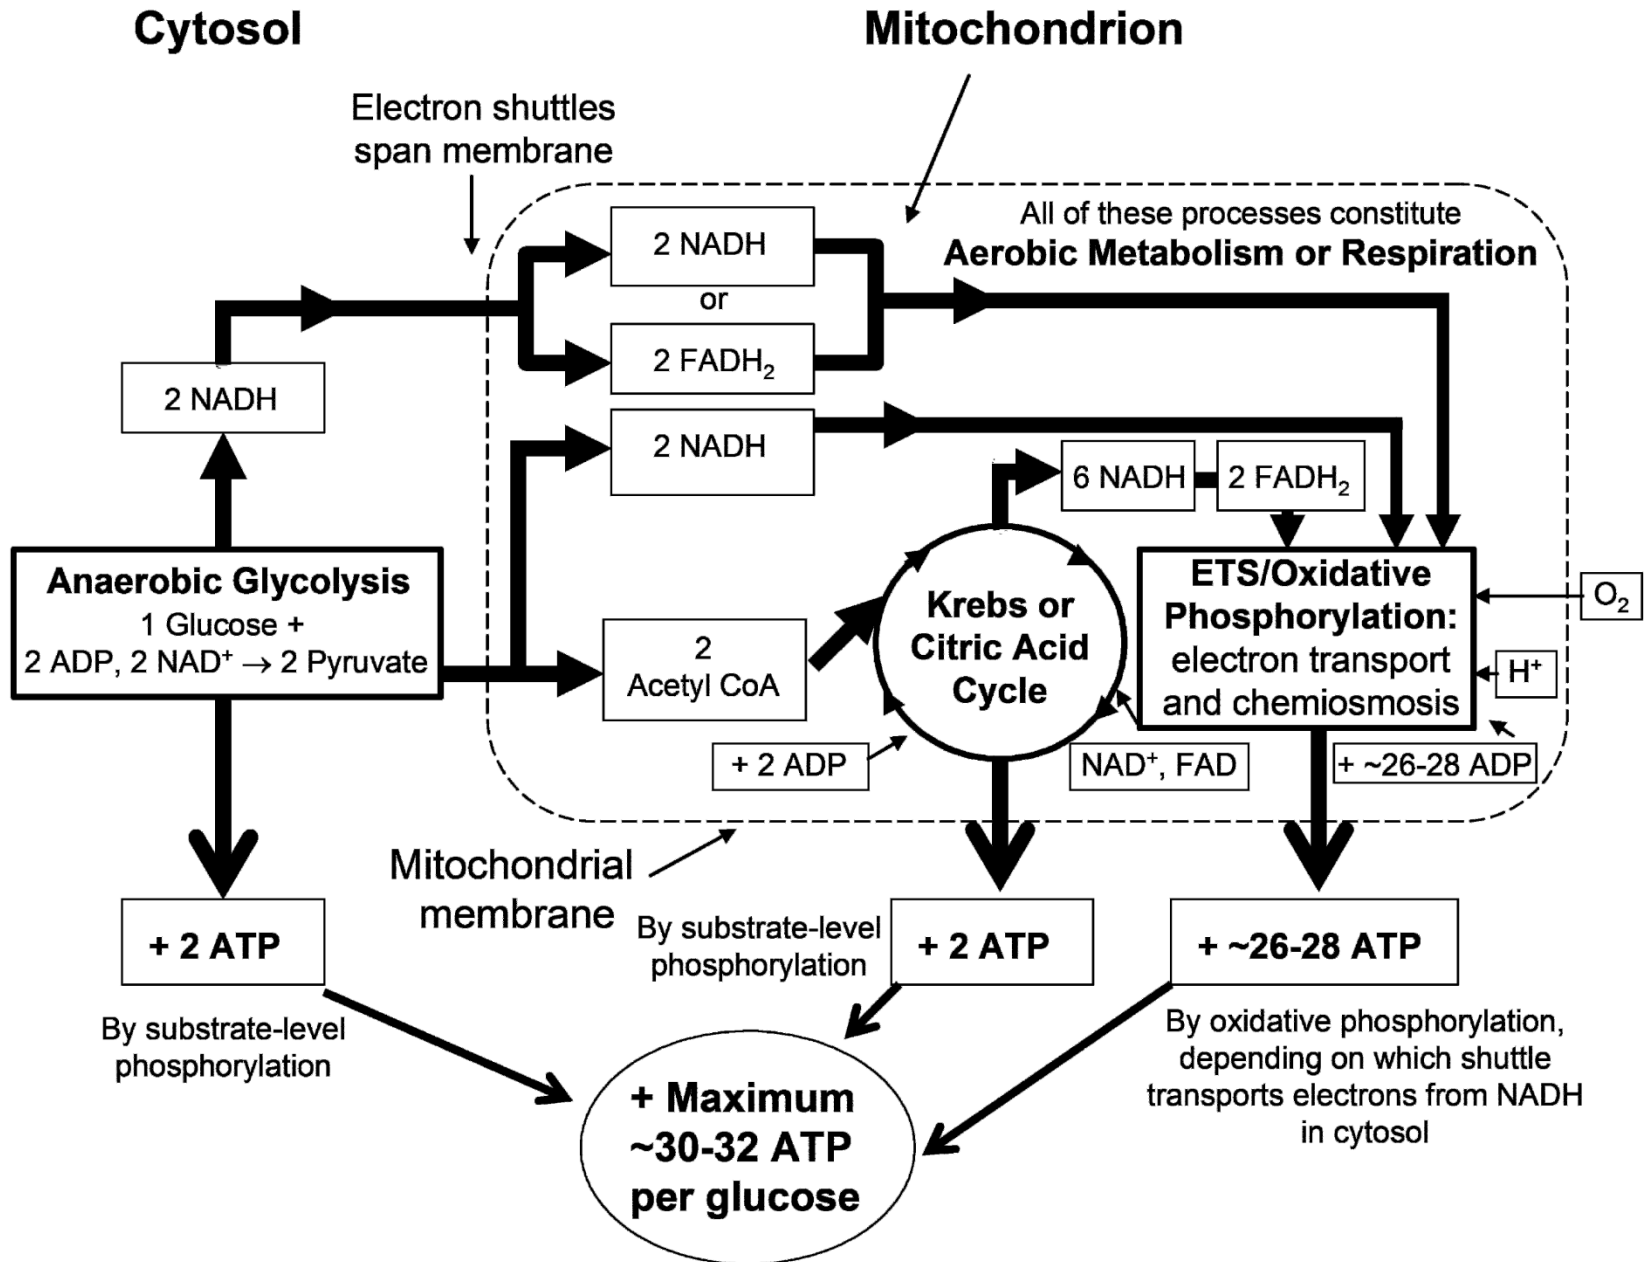 Cytosol
Mitochondrion
Electron shuttles
span membrane
All of these processes constitute
Aerobic Metabolism or Respiration
2 NADH
or
2 FADH₂
2 NADH
2 NADH
6 NADH
2 FADH₂
Anaerobic Glycolysis
1 Glucose +
2 ADP, 2 NAD⁺ → 2 Pyruvate
2
Acetyl CoA
Krebs or
Citric Acid
Cycle
ETS/Oxidative
Phosphorylation:
electron transport
and chemiosmosis
O₂
H⁺
+ 2 ADP
NAD⁺, FAD
+ ~26-28 ADP
Mitochondrial
membrane
+ 2 ATP
By substrate-level
phosphorylation
By substrate-level
phosphorylation
+ 2 ATP
+ ~26-28 ATP
By oxidative phosphorylation,
depending on which shuttle
transports electrons from NADH
in cytosol
+ Maximum
~30-32 ATP
per glucose